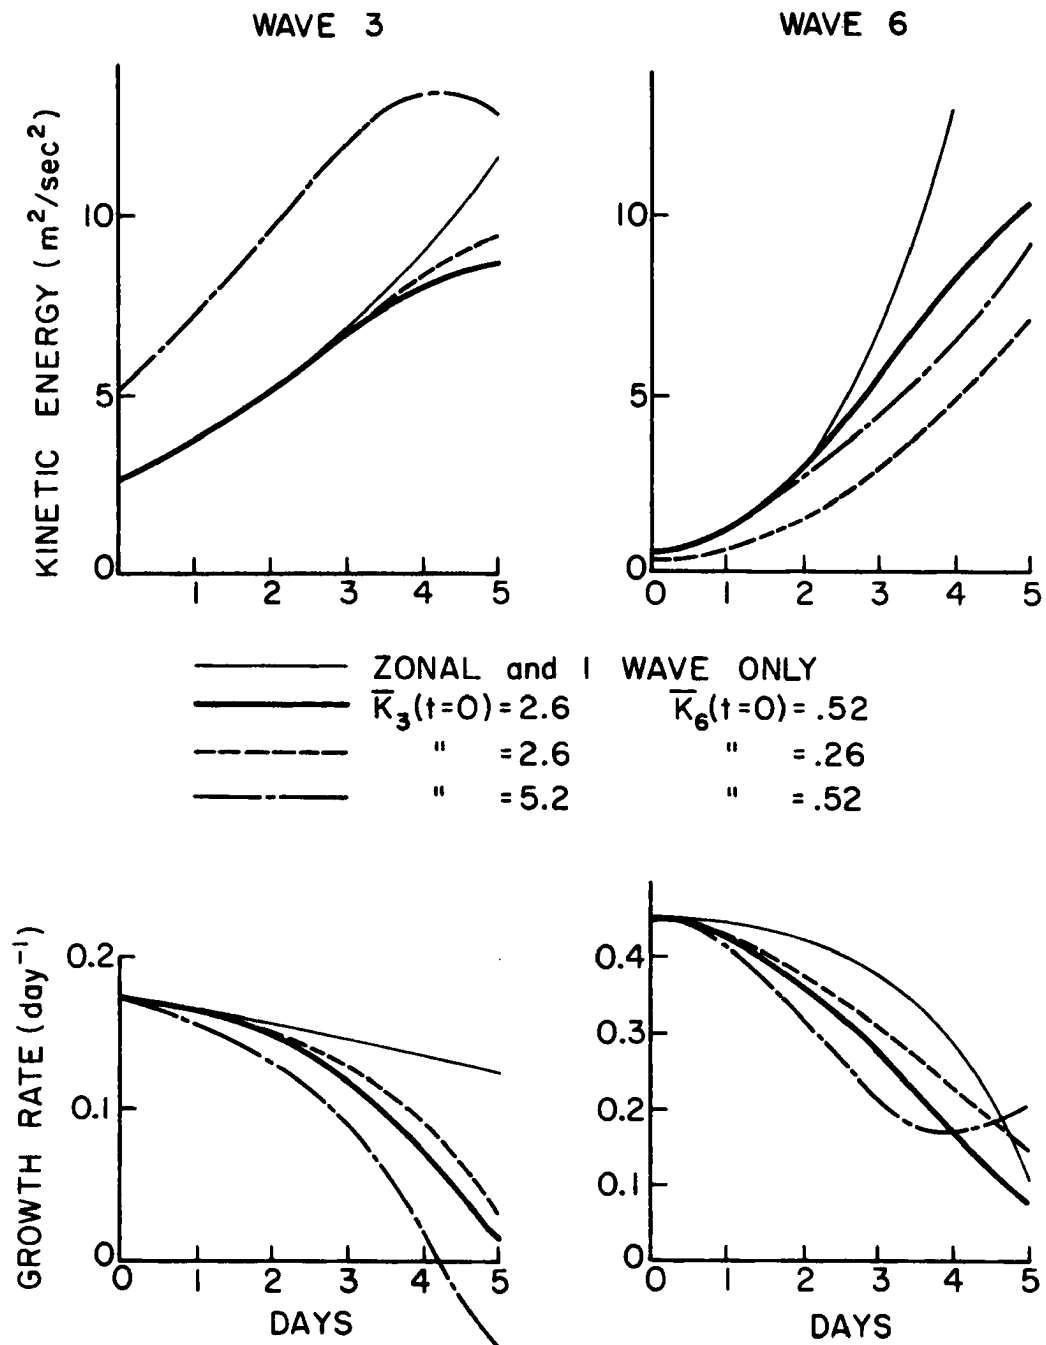 WAVE 3
WAVE 6
KINETIC ENERGY (m²/sec²)
10
5
0
1 2 3 4 5
10
5
0
0 1 2 3 4 5
ZONAL and 1 WAVE ONLY
K̅₃(t=0)=2.6 K̅₆(t=0)=.52
" =2.6 " =.26
" =5.2 " =.52
GROWTH RATE (day⁻¹)
0.2
0.1
0
0 1 2 3 4 5
DAYS
0.4
0.3
0.2
0.1
0
0 1 2 3 4 5
DAYS